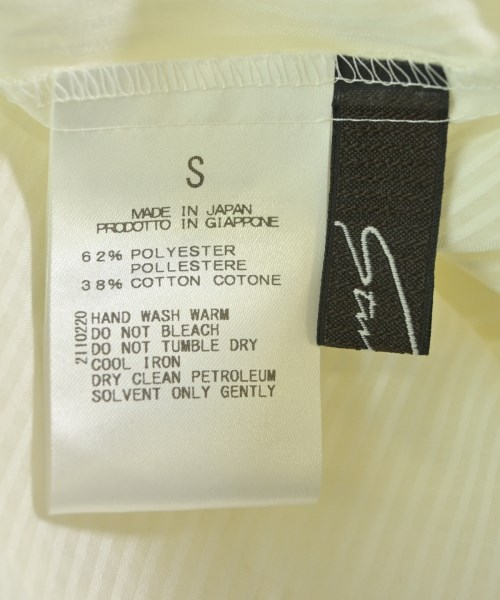 S
MADE IN JAPAN
PRODOTTO IN GIAPPONE
62% POLYESTER
POLLESTERE
38% COTTON COTONE
2110220
HAND WASH WARM
DO NOT BLEACH
DO NOT TUMBLE DRY
COOL IRON
DRY CLEAN PETROLEUM
SOLVENT ONLY GENTLY